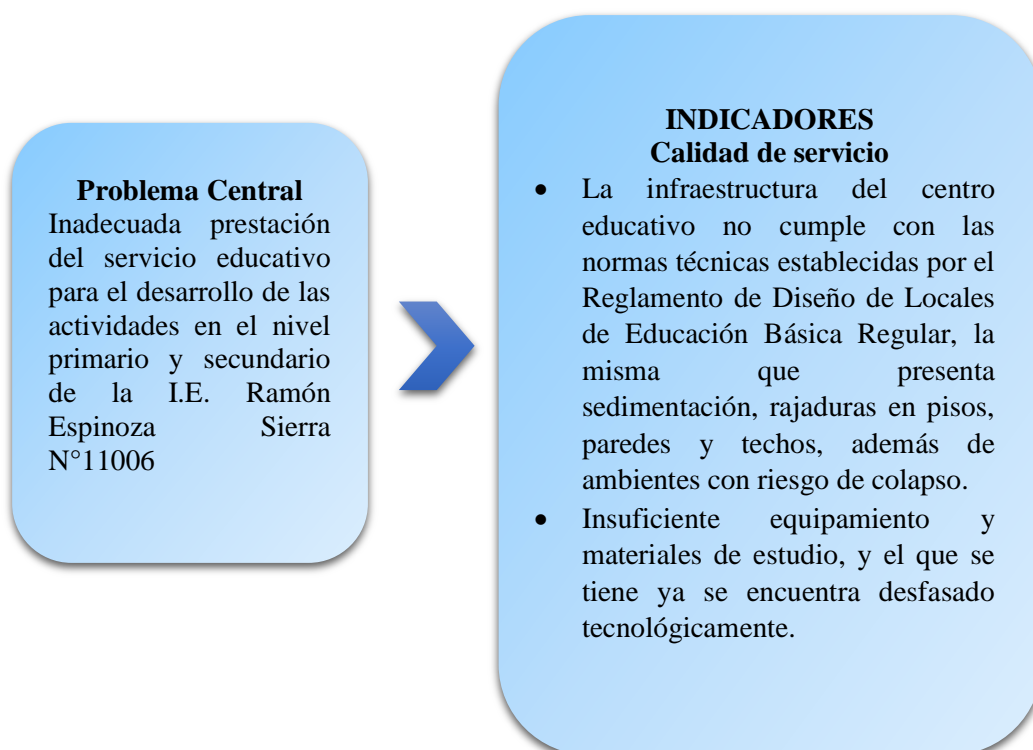 Problema Central
Inadecuada prestación
del servicio educativo
para el desarrollo de las
actividades en el nivel
primario y secundario
de la I.E. Ramón
Espinoza Sierra
N°11006
INDICADORES
Calidad de servicio
• La infraestructura del centro
educativo no cumple con las
normas técnicas establecidas por el
Reglamento de Diseño de Locales
de Educación Básica Regular, la
misma que presenta
sedimentación, rajaduras en pisos,
paredes y techos, además de
ambientes con riesgo de colapso.
• Insuficiente equipamiento y
materiales de estudio, y el que se
tiene ya se encuentra desfasado
tecnológicamente.